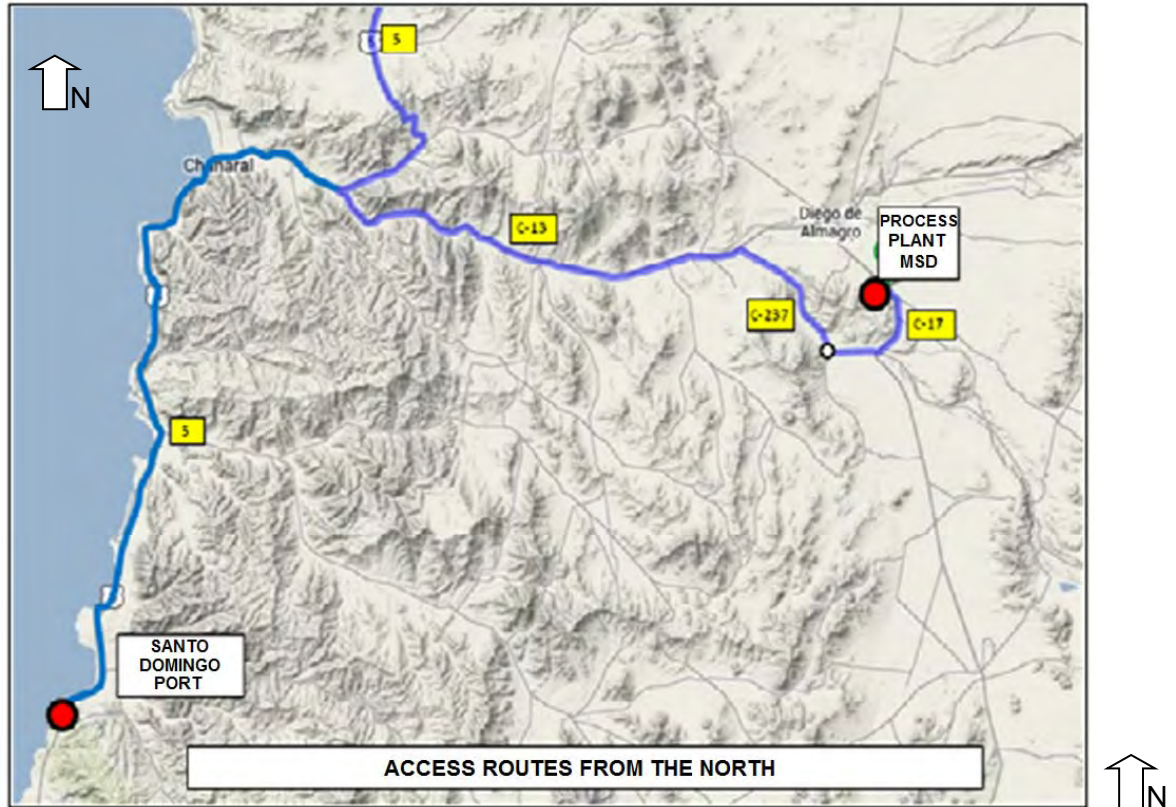 N
5
Chañaral
C-13
Diego de
Almagro
PROCESS
PLANT
MSD
C-237
C-17
5
SANTO
DOMINGO
PORT
ACCESS ROUTES FROM THE NORTH
N